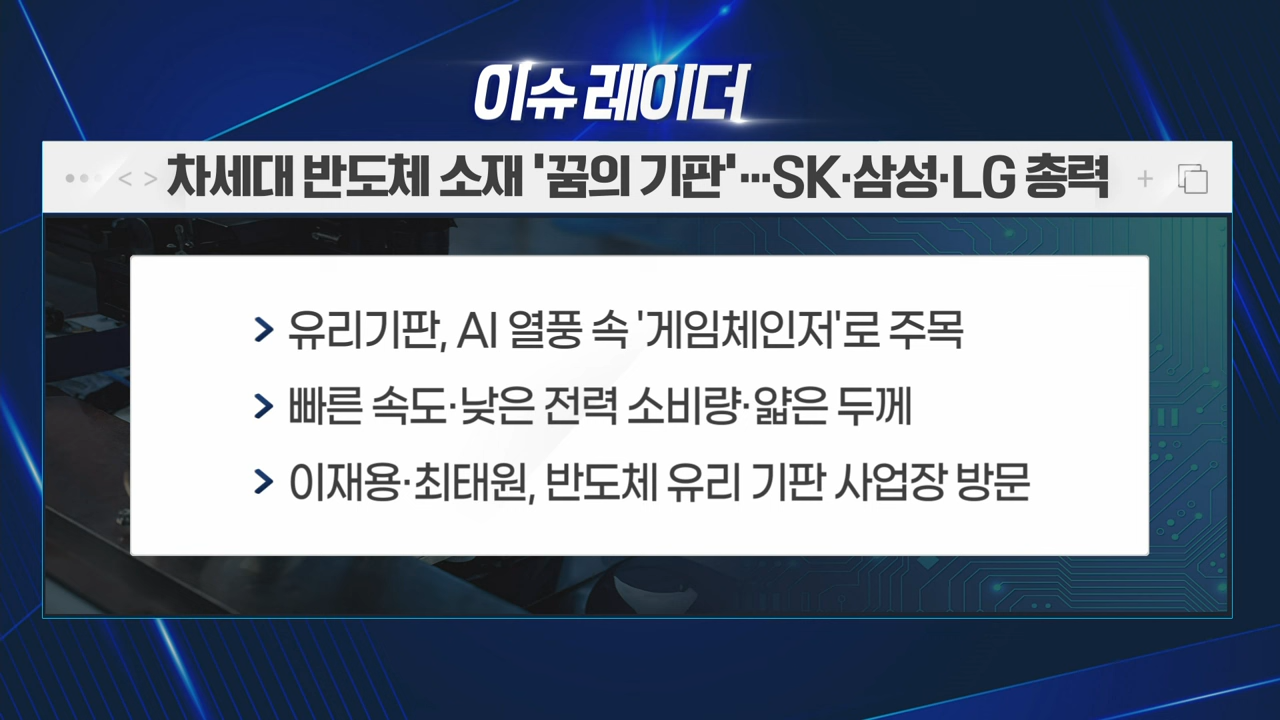 이슈 레이더
차세대 반도체 소재 '꿈의 기판'…SK·삼성·LG 총력
유리기판, AI 열풍 속 '게임체인저'로 주목
빠른 속도·낮은 전력 소비량·얇은 두께
이재용·최태원, 반도체 유리 기판 사업장 방문